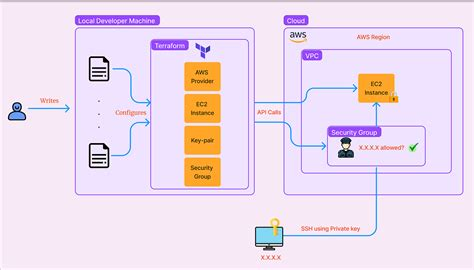 Local Developer Machine
Cloud
aws
AWS Region
Terraform
VPC
AWS
Provider
EC2
Instance
Writes
Configures
EC2
Instance
API Calls
Security Group
X.X.X.X allowed?
Key-pair
Security
Group
SSH using Private key
X.X.X.X